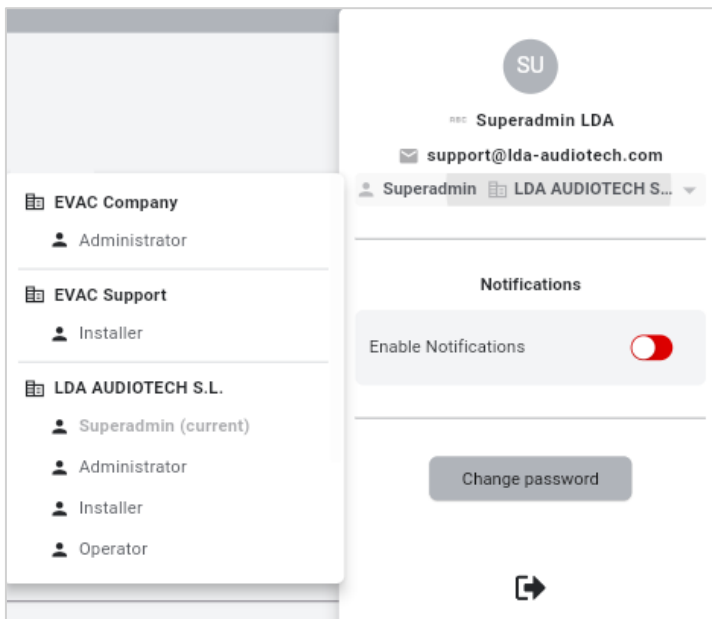 SU
ABC Superadmin LDA
support@lda-audiotech.com
Superadmin LDA AUDIOTECH S...
EVAC Company
Administrator
EVAC Support
Installer
LDA AUDIOTECH S.L.
Superadmin (current)
Administrator
Installer
Operator
Notifications
Enable Notifications
Change password